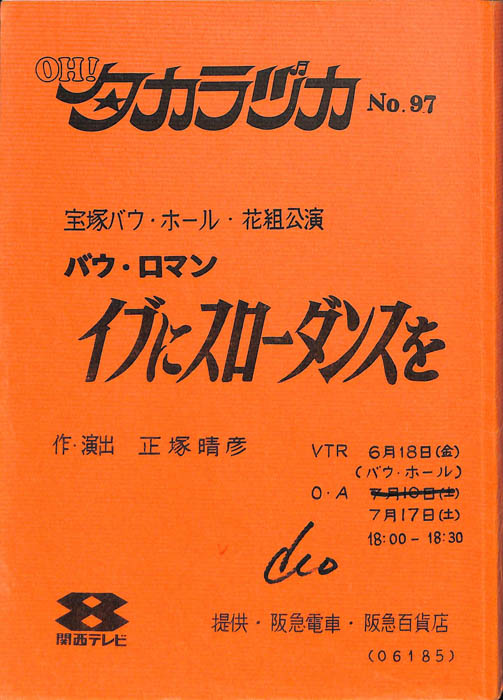 OH!
タカラヅカ No.97
宝塚バウ・ホール・花組公演
バウ・ロマン
イブにスローダンスを
作・演出 正塚晴彦
VTR 6月18日(金)
(バウ・ホール)
O・A 7月10日(土)
7月17日(土)
18:00-18:30
関西テレビ
提供・阪急電車・阪急百貨店
(06185)